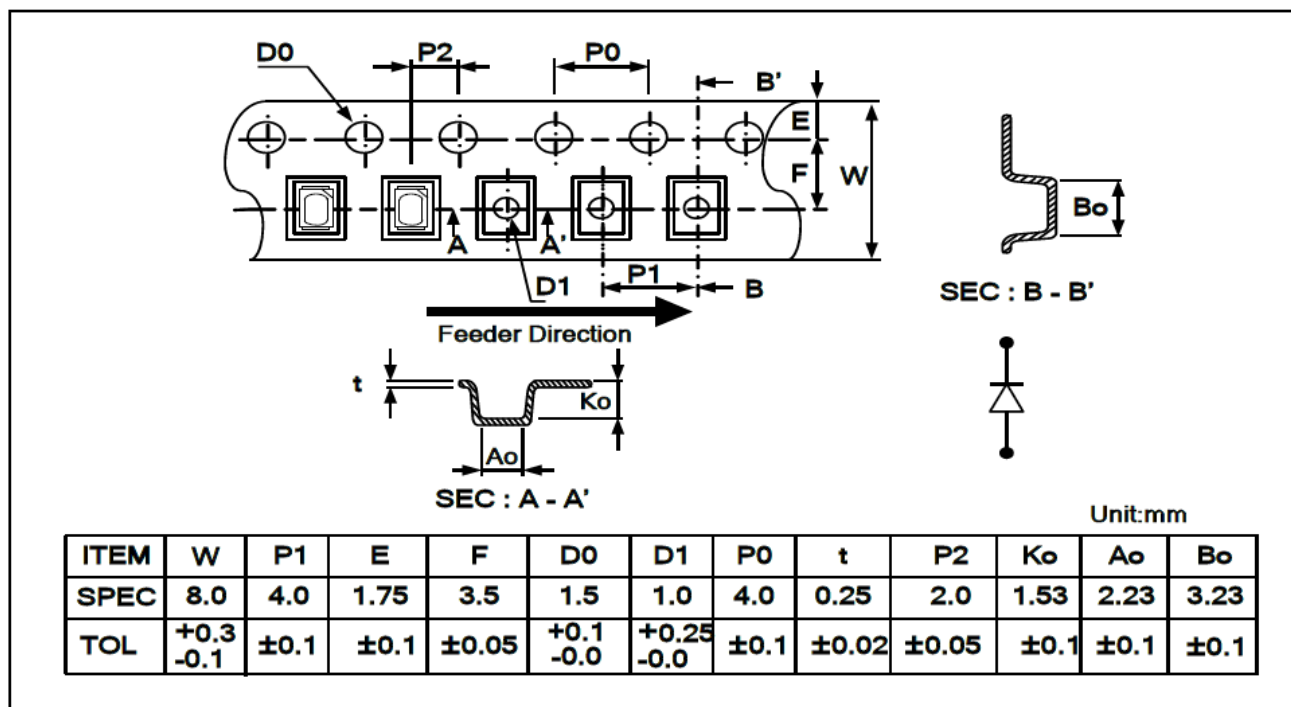 D0 P2 P0 B'
E
F W
A A' Bo
D1 P1 B
SEC : B - B'
Feeder Direction
t Ko
Ao
SEC : A - A'
Unit:mm
ITEM W P1 E F D0 D1 P0 t P2 Ko Ao Bo
SPEC 8.0 4.0 1.75 3.5 1.5 1.0 4.0 0.25 2.0 1.53 2.23 3.23
TOL +0.3 -0.1 ±0.1 ±0.1 ±0.05 +0.1 -0.0 +0.25 -0.0 ±0.1 ±0.02 ±0.05 ±0.1 ±0.1 ±0.1